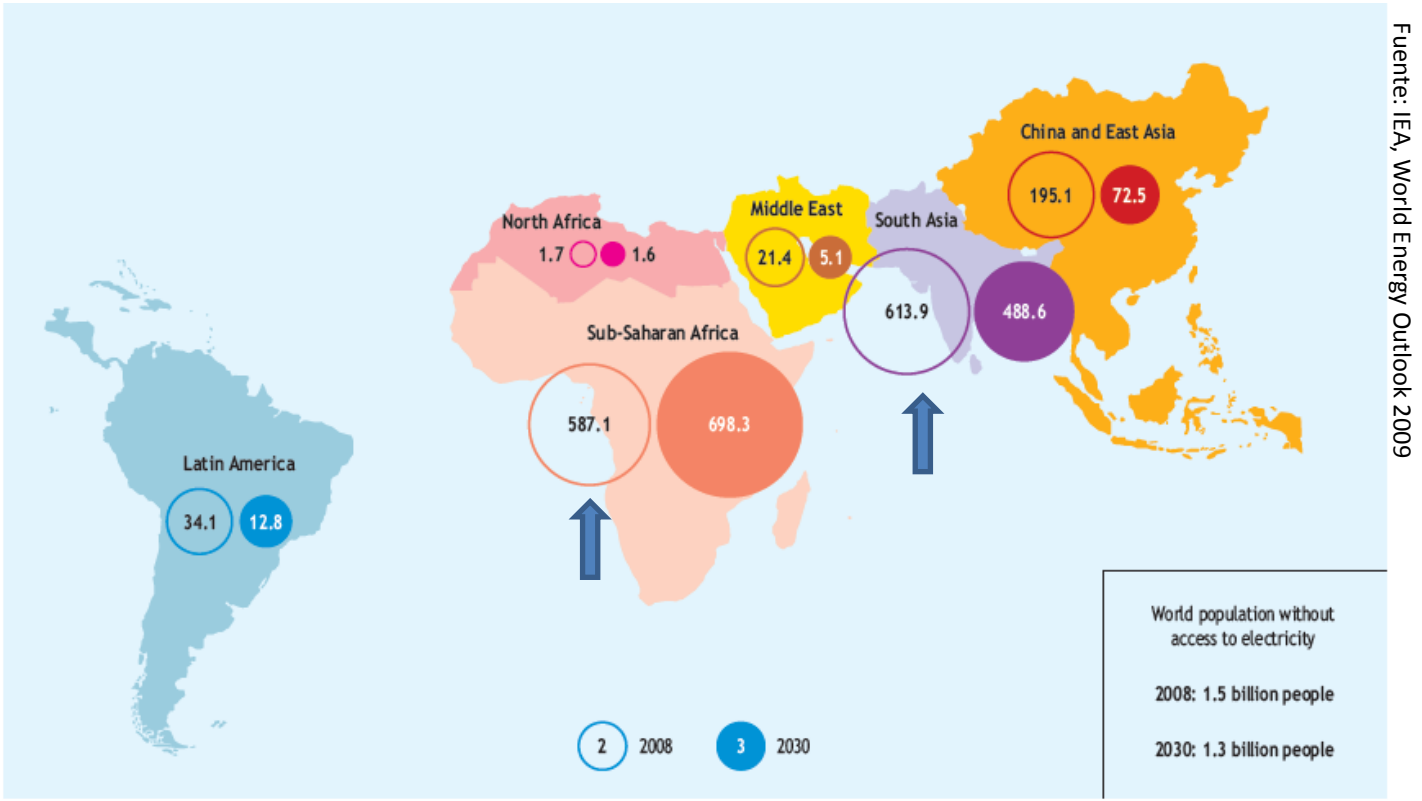 China and East Asia
195.1 72.5
North Africa
1.7 1.6
Middle East
21.4 5.1
South Asia
613.9 488.6
Sub-Saharan Africa
587.1 698.3
Latin America
34.1 12.8
2 2008 3 2030
World population without
access to electricity
2008: 1.5 billion people
2030: 1.3 billion people
Fuente: IEA, World Energy Outlook 2009